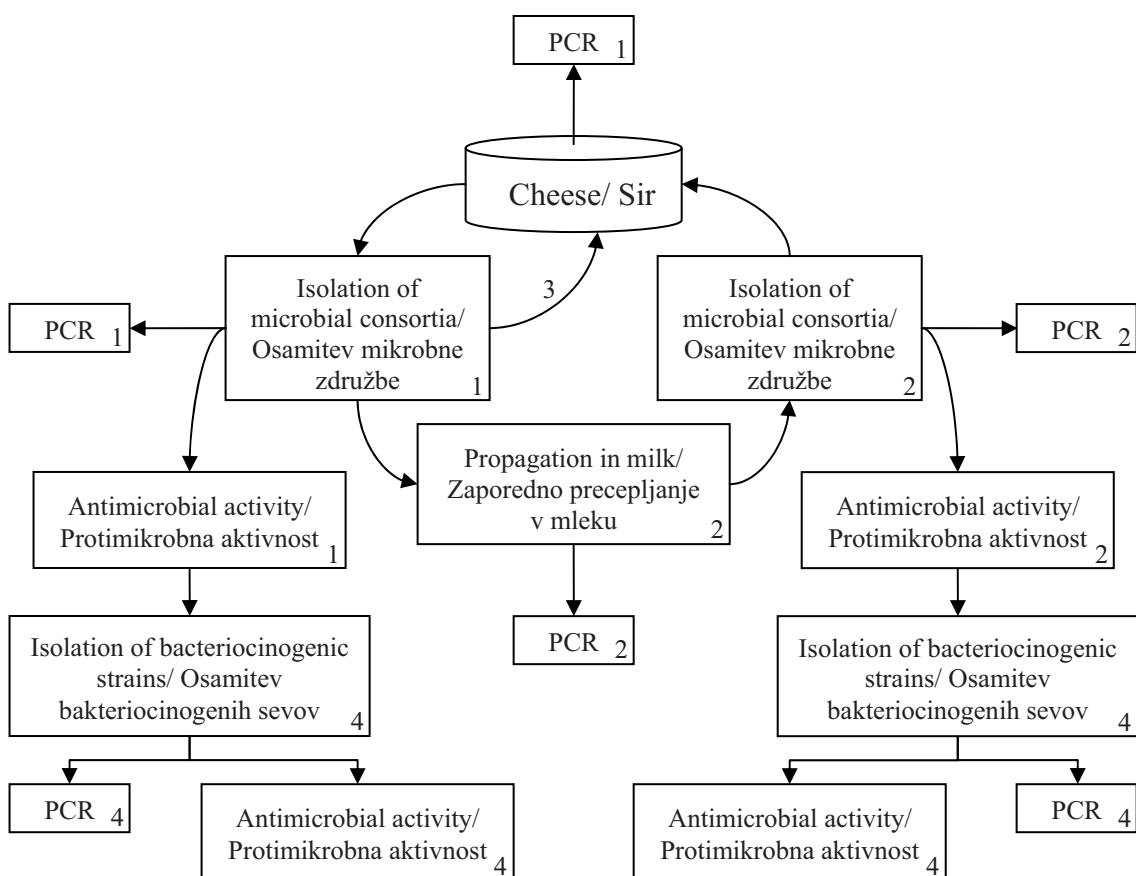 PCR 1
Cheese/ Sir
Isolation of
microbial consortia/
Osamitev mikrobne
združbe 1
3
Isolation of
microbial consortia/
Osamitev mikrobne
združbe 2
PCR 1
PCR 2
Propagation in milk/
Zaporedno precepljanje
v mleku 2
Antimicrobial activity/
Protimikrobna aktivnost 1
Antimicrobial activity/
Protimikrobna aktivnost 2
PCR 2
Isolation of bacteriocinogenic
strains/ Osamitev
bakteriocinogenih sevov 4
Isolation of bacteriocinogenic
strains/ Osamitev
bakteriocinogenih sevov 4
PCR 4
Antimicrobial activity/
Protimikrobna aktivnost 4
Antimicrobial activity/
Protimikrobna aktivnost 4
PCR 4